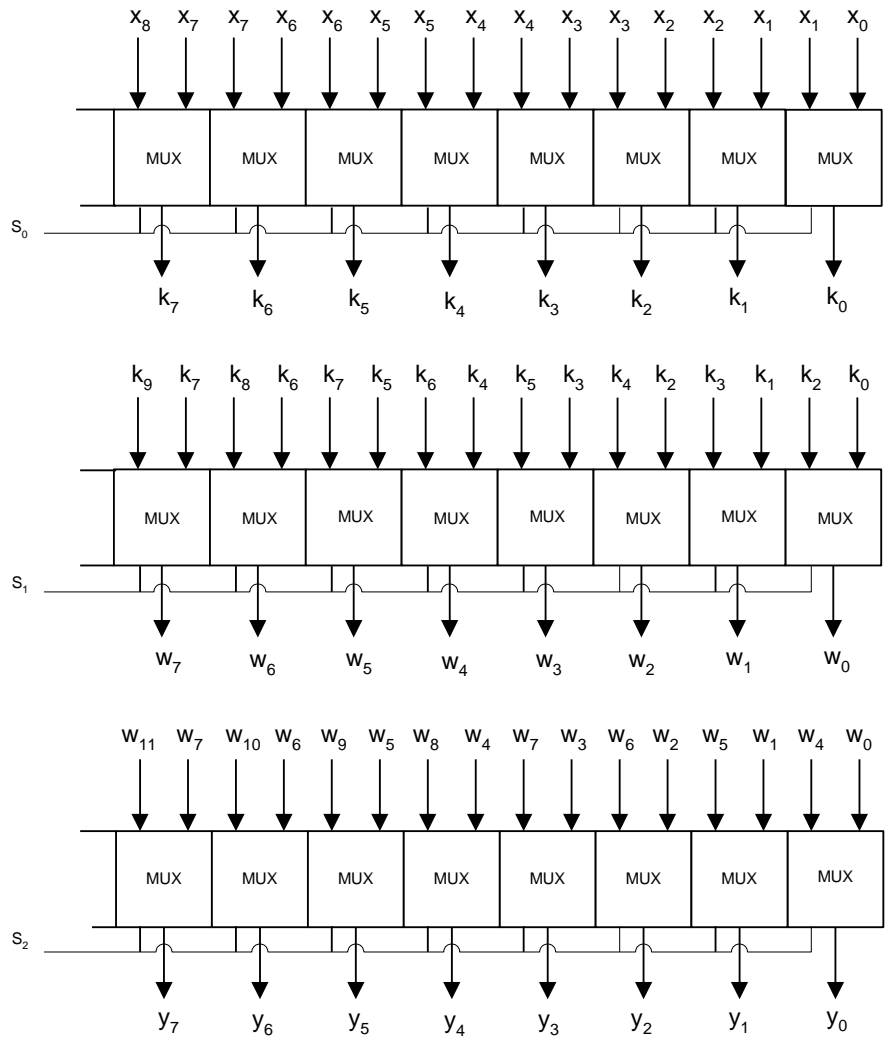 x₈ x₇ x₇ x₆ x₆ x₅ x₅ x₄ x₄ x₃ x₃ x₂ x₂ x₁ x₁ x₀
MUX MUX MUX MUX MUX MUX MUX MUX
S₀
k₇ k₆ k₅ k₄ k₃ k₂ k₁ k₀
k₉ k₇ k₈ k₆ k₇ k₅ k₆ k₄ k₅ k₃ k₄ k₂ k₃ k₁ k₂ k₀
MUX MUX MUX MUX MUX MUX MUX MUX
S₁
w₇ w₆ w₅ w₄ w₃ w₂ w₁ w₀
w₁₁ w₇ w₁₀ w₆ w₉ w₅ w₈ w₄ w₇ w₃ w₆ w₂ w₅ w₁ w₄ w₀
MUX MUX MUX MUX MUX MUX MUX MUX
S₂
y₇ y₆ y₅ y₄ y₃ y₂ y₁ y₀